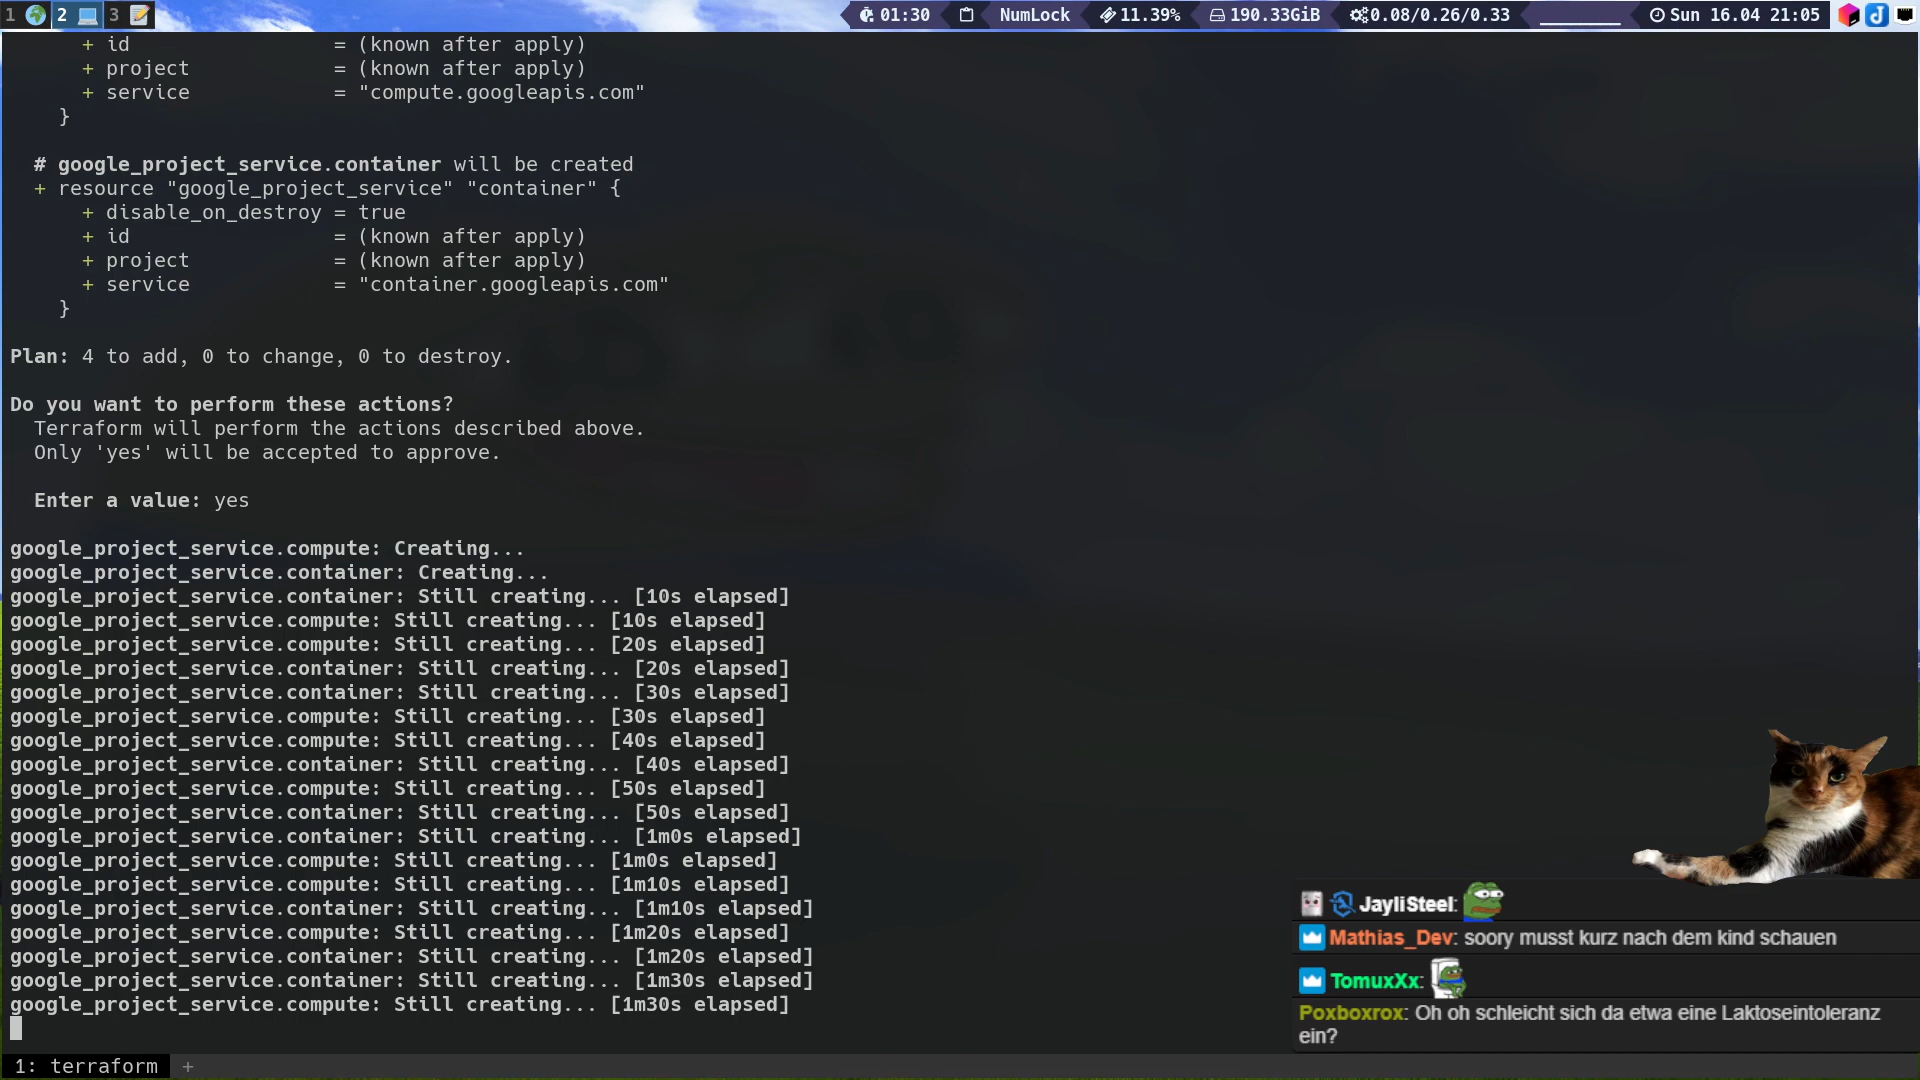 1 2 3 01:30 NumLock 11.39% 190.33GiB 0.08/0.26/0.33 Sun 16.04 21:05
+ id = (known after apply)
+ project = (known after apply)
+ service = "compute.googleapis.com"
}
# google_project_service.container will be created
+ resource "google_project_service" "container" {
+ disable_on_destroy = true
+ id = (known after apply)
+ project = (known after apply)
+ service = "container.googleapis.com"
}
Plan: 4 to add, 0 to change, 0 to destroy.
Do you want to perform these actions?
Terraform will perform the actions described above.
Only 'yes' will be accepted to approve.
Enter a value: yes
google_project_service.compute: Creating...
google_project_service.container: Creating...
google_project_service.container: Still creating... [10s elapsed]
google_project_service.compute: Still creating... [10s elapsed]
google_project_service.compute: Still creating... [20s elapsed]
google_project_service.container: Still creating... [20s elapsed]
google_project_service.container: Still creating... [30s elapsed]
google_project_service.compute: Still creating... [30s elapsed]
google_project_service.compute: Still creating... [40s elapsed]
google_project_service.container: Still creating... [40s elapsed]
google_project_service.compute: Still creating... [50s elapsed]
google_project_service.container: Still creating... [50s elapsed]
google_project_service.container: Still creating... [1m0s elapsed]
google_project_service.compute: Still creating... [1m0s elapsed]
google_project_service.compute: Still creating... [1m10s elapsed]
google_project_service.container: Still creating... [1m10s elapsed]
google_project_service.compute: Still creating... [1m20s elapsed]
google_project_service.container: Still creating... [1m20s elapsed]
google_project_service.container: Still creating... [1m30s elapsed]
google_project_service.compute: Still creating... [1m30s elapsed]
JayliSteel:
Mathias_Dev: soory musst kurz nach dem kind schauen
TomuxXx:
Poxboxrox: Oh oh schleicht sich da etwa eine Laktoseintoleranz
ein?
1: terraform +